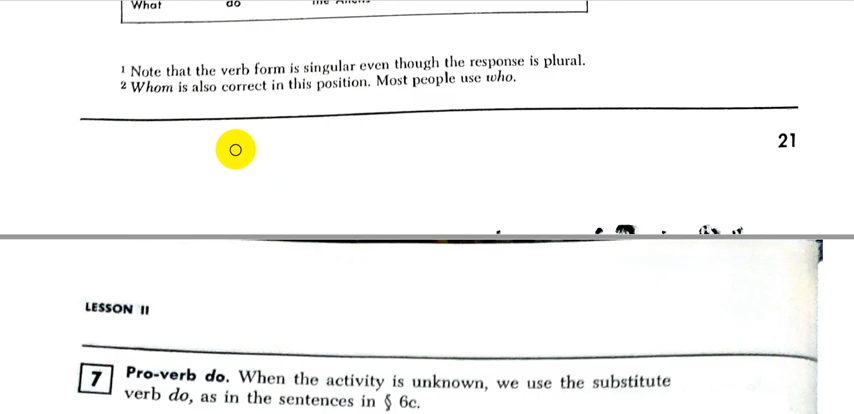 What do
1 Note that the verb form is singular even though the response is plural.
2 Whom is also correct in this position. Most people use who.
21
LESSON II
7 Pro-verb do. When the activity is unknown, we use the substitute
verb do, as in the sentences in § 6c.